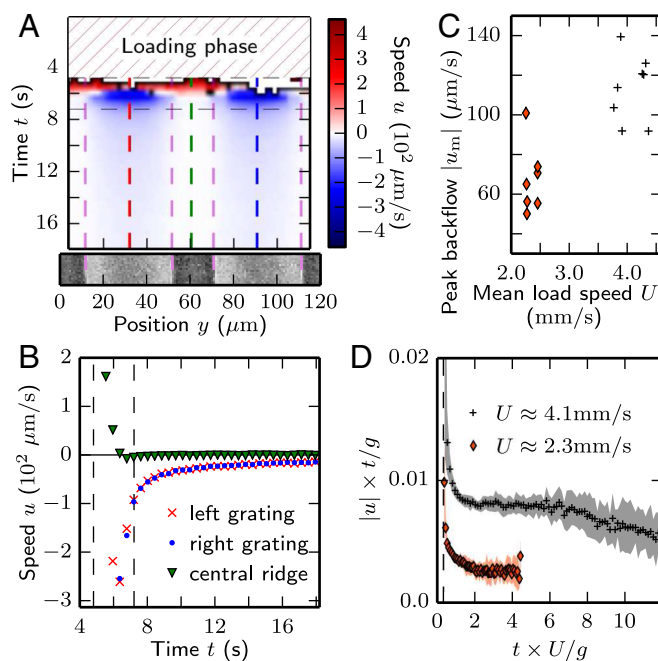 A
Loading phase
4
8
12
16
Time t (s)
0 20 40 60 80 100 120
Position y (μm)
4
3
2
1
0
−1
−2
−3
−4
Speed u (10² μm/s)
C
140
100
60
Peak backflow |uₘ| (μm/s)
2.0 3.0 4.0
Mean load speed U
(mm/s)
B
2
1
0
−1
−2
−3
Speed u (10² μm/s)
left grating
right grating
central ridge
4 8 12 16
Time t (s)
D
0.02
0.01
0.0
|u| × t/g
U ≈ 4.1mm/s
U ≈ 2.3mm/s
0 2 4 6 8 10
t × U/g